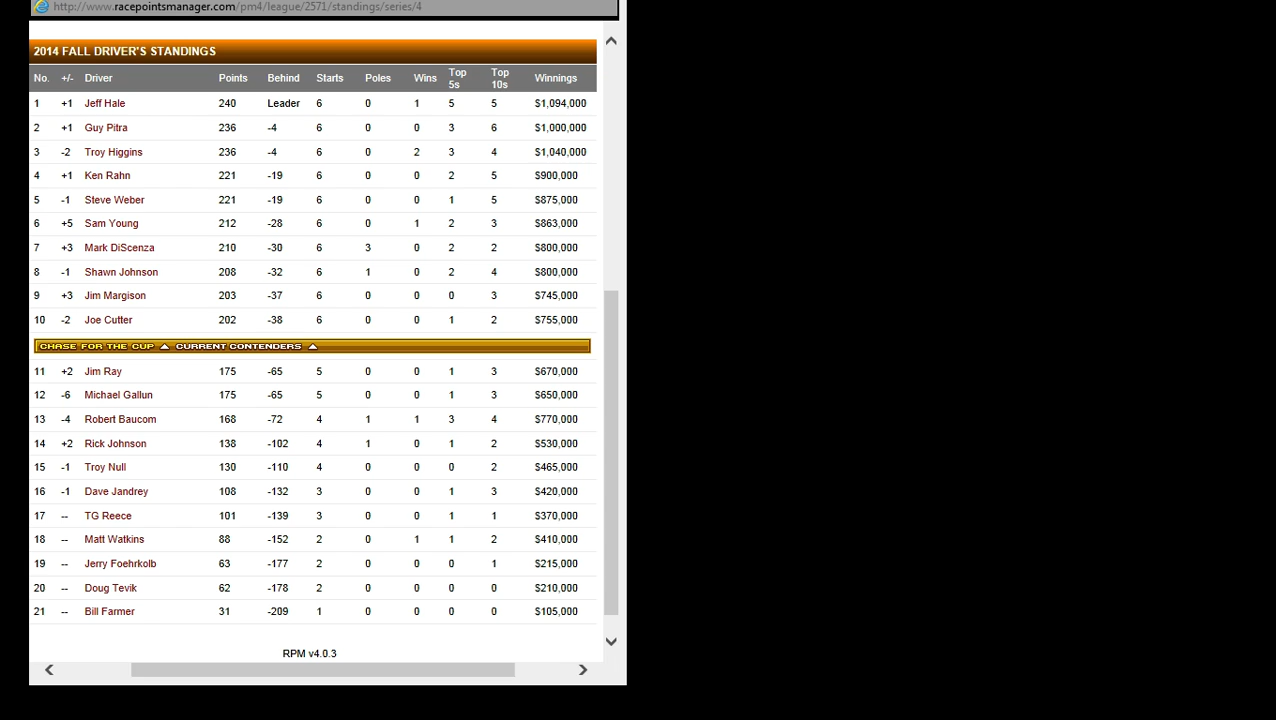 http://www.racepointsmanager.com/pm4/league/2571/standings/series/4
2014 FALL DRIVER'S STANDINGS
No. +/- Driver Points Behind Starts Poles Wins Top 5s Top 10s Winnings
1 +1 Jeff Hale 240 Leader 6 0 1 5 5 $1,094,000
2 +1 Guy Pitra 236 -4 6 0 0 3 6 $1,000,000
3 -2 Troy Higgins 236 -4 6 0 2 3 4 $1,040,000
4 +1 Ken Rahn 221 -19 6 0 0 2 5 $900,000
5 -1 Steve Weber 221 -19 6 0 0 1 5 $875,000
6 +5 Sam Young 212 -28 6 0 1 2 3 $863,000
7 +3 Mark DiScenza 210 -30 6 3 0 2 2 $800,000
8 -1 Shawn Johnson 208 -32 6 1 0 2 4 $800,000
9 +3 Jim Margison 203 -37 6 0 0 0 3 $745,000
10 -2 Joe Cutter 202 -38 6 0 0 1 2 $755,000
CHASE FOR THE CUP CURRENT CONTENDERS
11 +2 Jim Ray 175 -65 5 0 0 1 3 $670,000
12 -6 Michael Gallun 175 -65 5 0 0 1 3 $650,000
13 -4 Robert Baucom 168 -72 4 1 1 3 4 $770,000
14 +2 Rick Johnson 138 -102 4 1 0 1 2 $530,000
15 -1 Troy Null 130 -110 4 0 0 0 2 $465,000
16 -1 Dave Jandrey 108 -132 3 0 0 1 3 $420,000
17 -- TG Reece 101 -139 3 0 0 1 1 $370,000
18 -- Matt Watkins 88 -152 2 0 1 1 2 $410,000
19 -- Jerry Foehrkolb 63 -177 2 0 0 0 1 $215,000
20 -- Doug Tevik 62 -178 2 0 0 0 0 $210,000
21 -- Bill Farmer 31 -209 1 0 0 0 0 $105,000
RPM v4.0.3